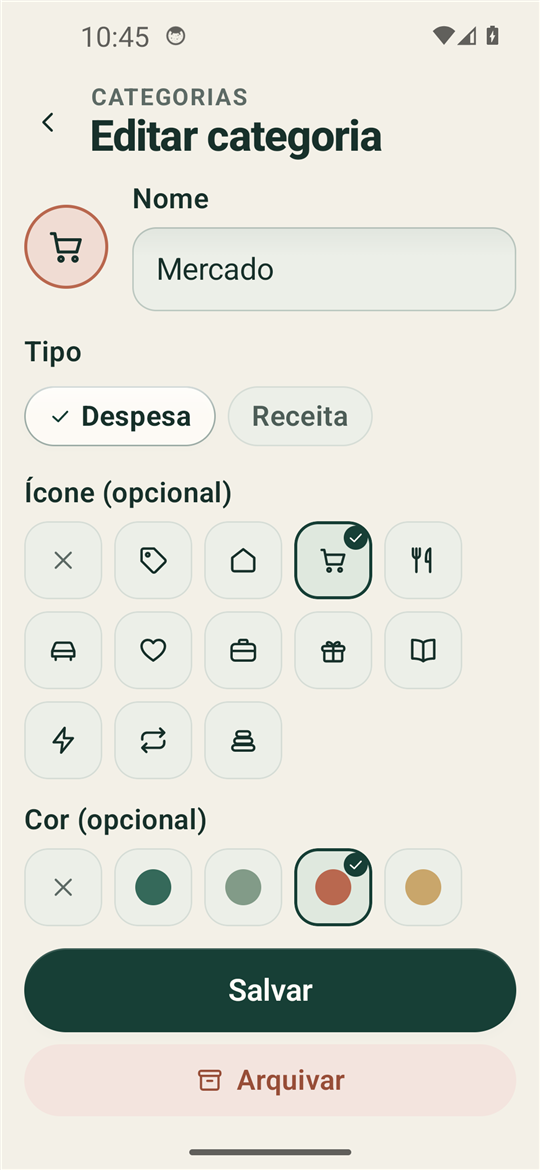 10:45
CATEGORIAS
Editar categoria
Nome
Mercado
Tipo
Despesa
Receita
Ícone (opcional)
Cor (opcional)
Salvar
Arquivar